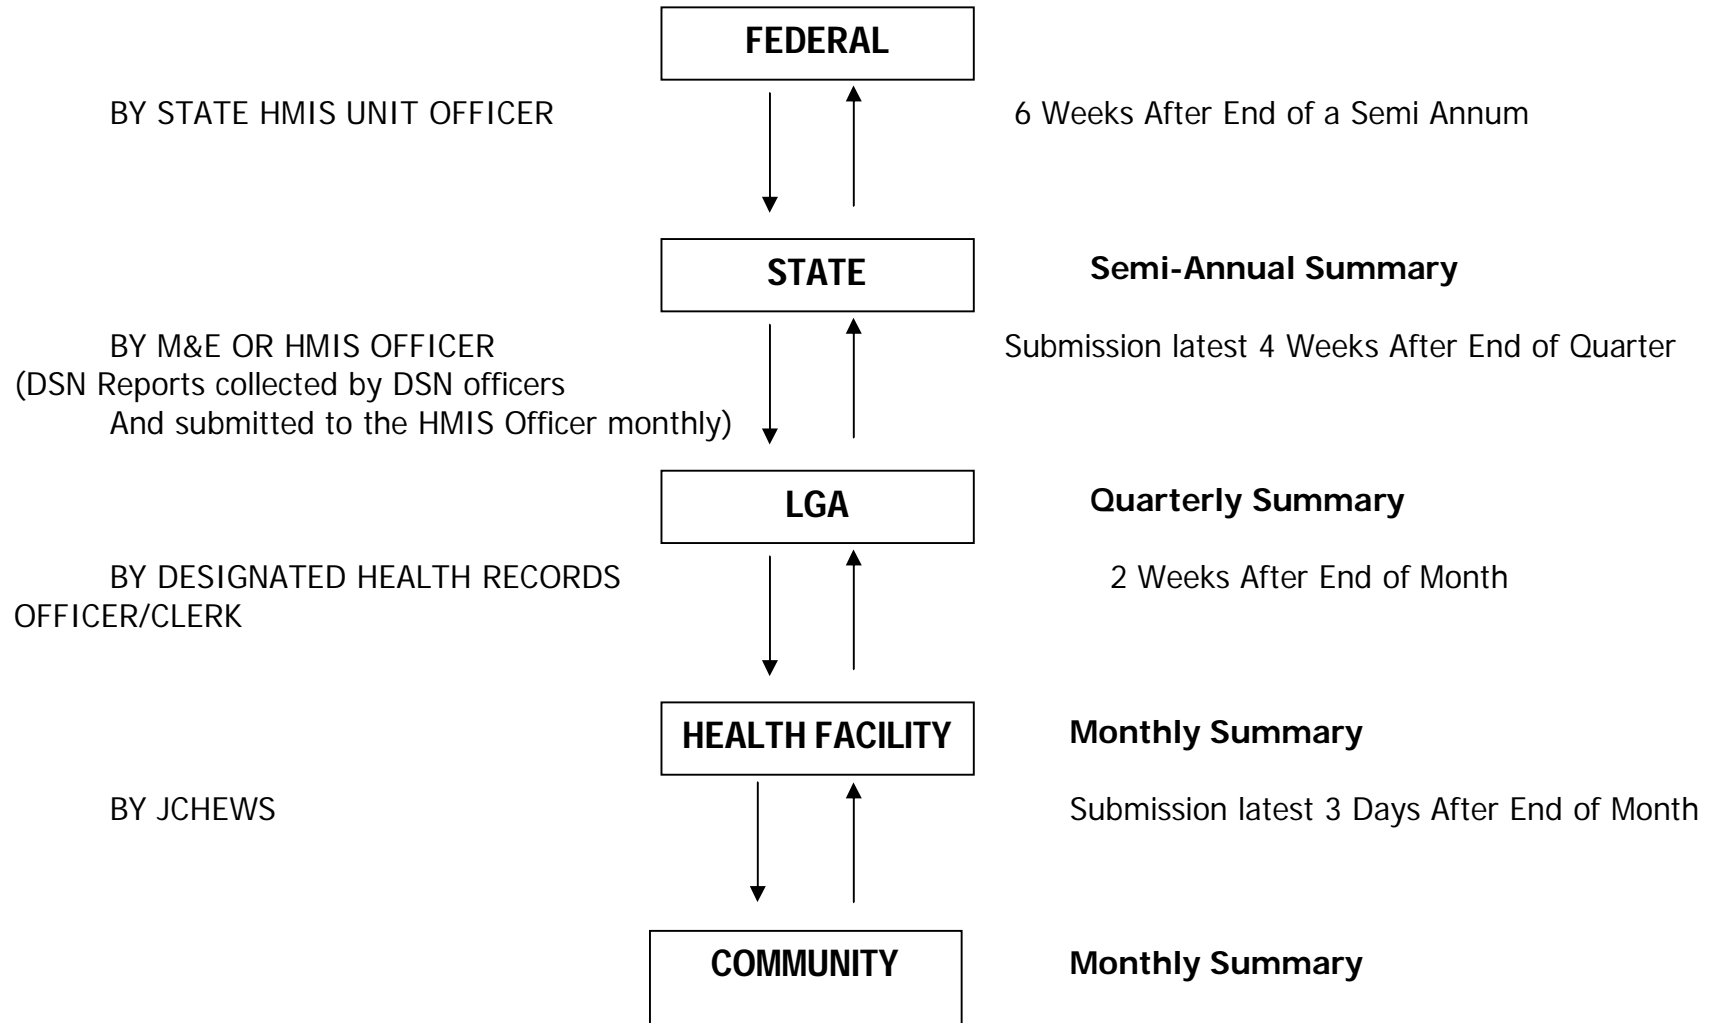 FEDERAL
BY STATE HMIS UNIT OFFICER
6 Weeks After End of a Semi Annum
STATE
Semi-Annual Summary
BY M&E OR HMIS OFFICER
Submission latest 4 Weeks After End of Quarter
(DSN Reports collected by DSN officers
And submitted to the HMIS Officer monthly)
LGA
Quarterly Summary
BY DESIGNATED HEALTH RECORDS
2 Weeks After End of Month
OFFICER/CLERK
HEALTH FACILITY
Monthly Summary
BY JCHEWS
Submission latest 3 Days After End of Month
COMMUNITY
Monthly Summary